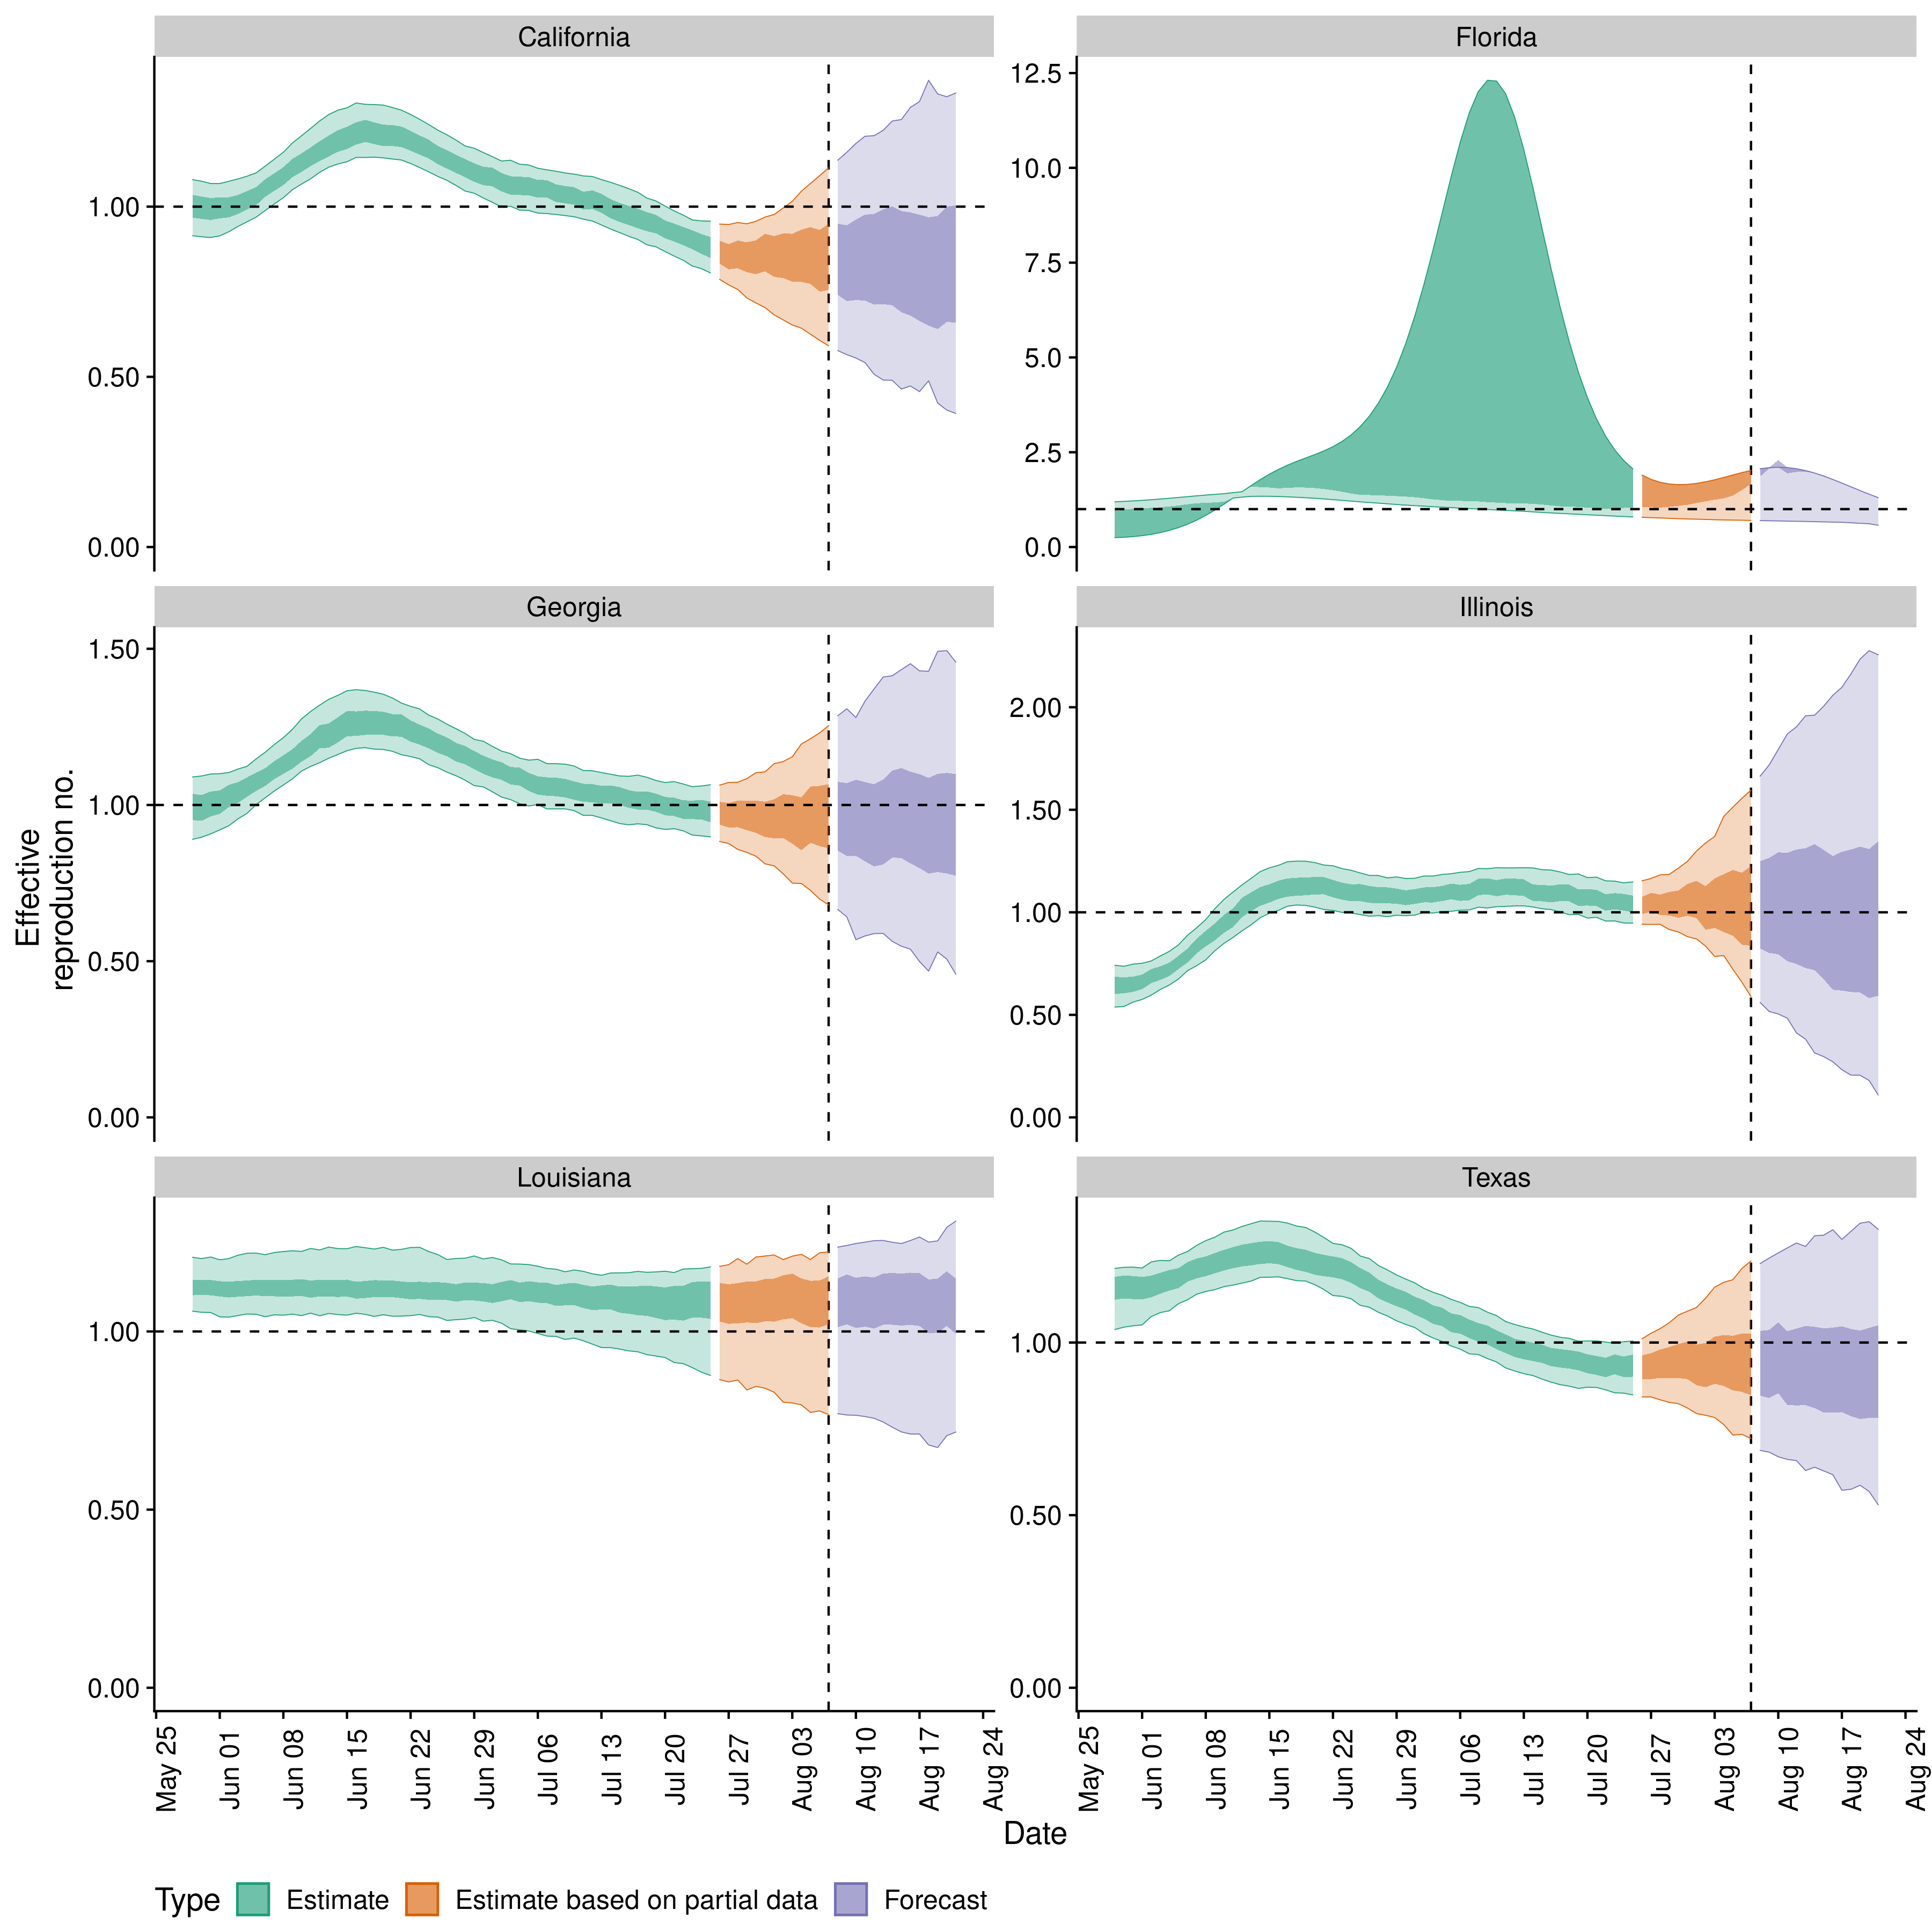 California
Florida
1.00
0.50
0.00
12.5
10.0
7.5
5.0
2.5
0.0
Georgia
Illinois
1.50
1.00
0.50
0.00
2.00
1.50
1.00
0.50
0.00
Louisiana
Texas
1.00
0.50
0.00
1.00
0.50
0.00
Effective
reproduction no.
May 25
Jun 01
Jun 08
Jun 15
Jun 22
Jun 29
Jul 06
Jul 13
Jul 20
Jul 27
Aug 03
Aug 10
Aug 17
Aug 24
May 25
Jun 01
Jun 08
Jun 15
Jun 22
Jun 29
Jul 06
Jul 13
Jul 20
Jul 27
Aug 03
Aug 10
Aug 17
Aug 24
Date
Type Estimate Estimate based on partial data Forecast